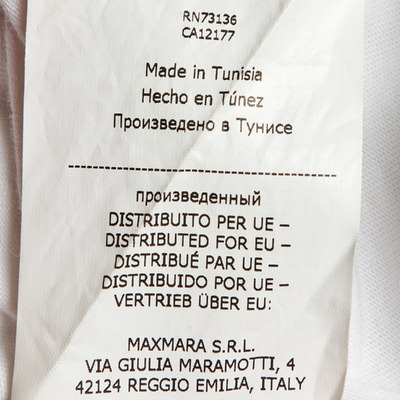 RN73136
CA12177
Made in Tunisia
Hecho en Túnez
Произведено в Тунисе
произведенный
DISTRIBUITO PER UE –
DISTRIBUTED FOR EU –
DISTRIBUÉ PAR UE –
DISTRIBUIDO POR UE –
VERTRIEB ÜBER EU:
MAXMARA S.R.L.
VIA GIULIA MARAMOTTI, 4
42124 REGGIO EMILIA, ITALY